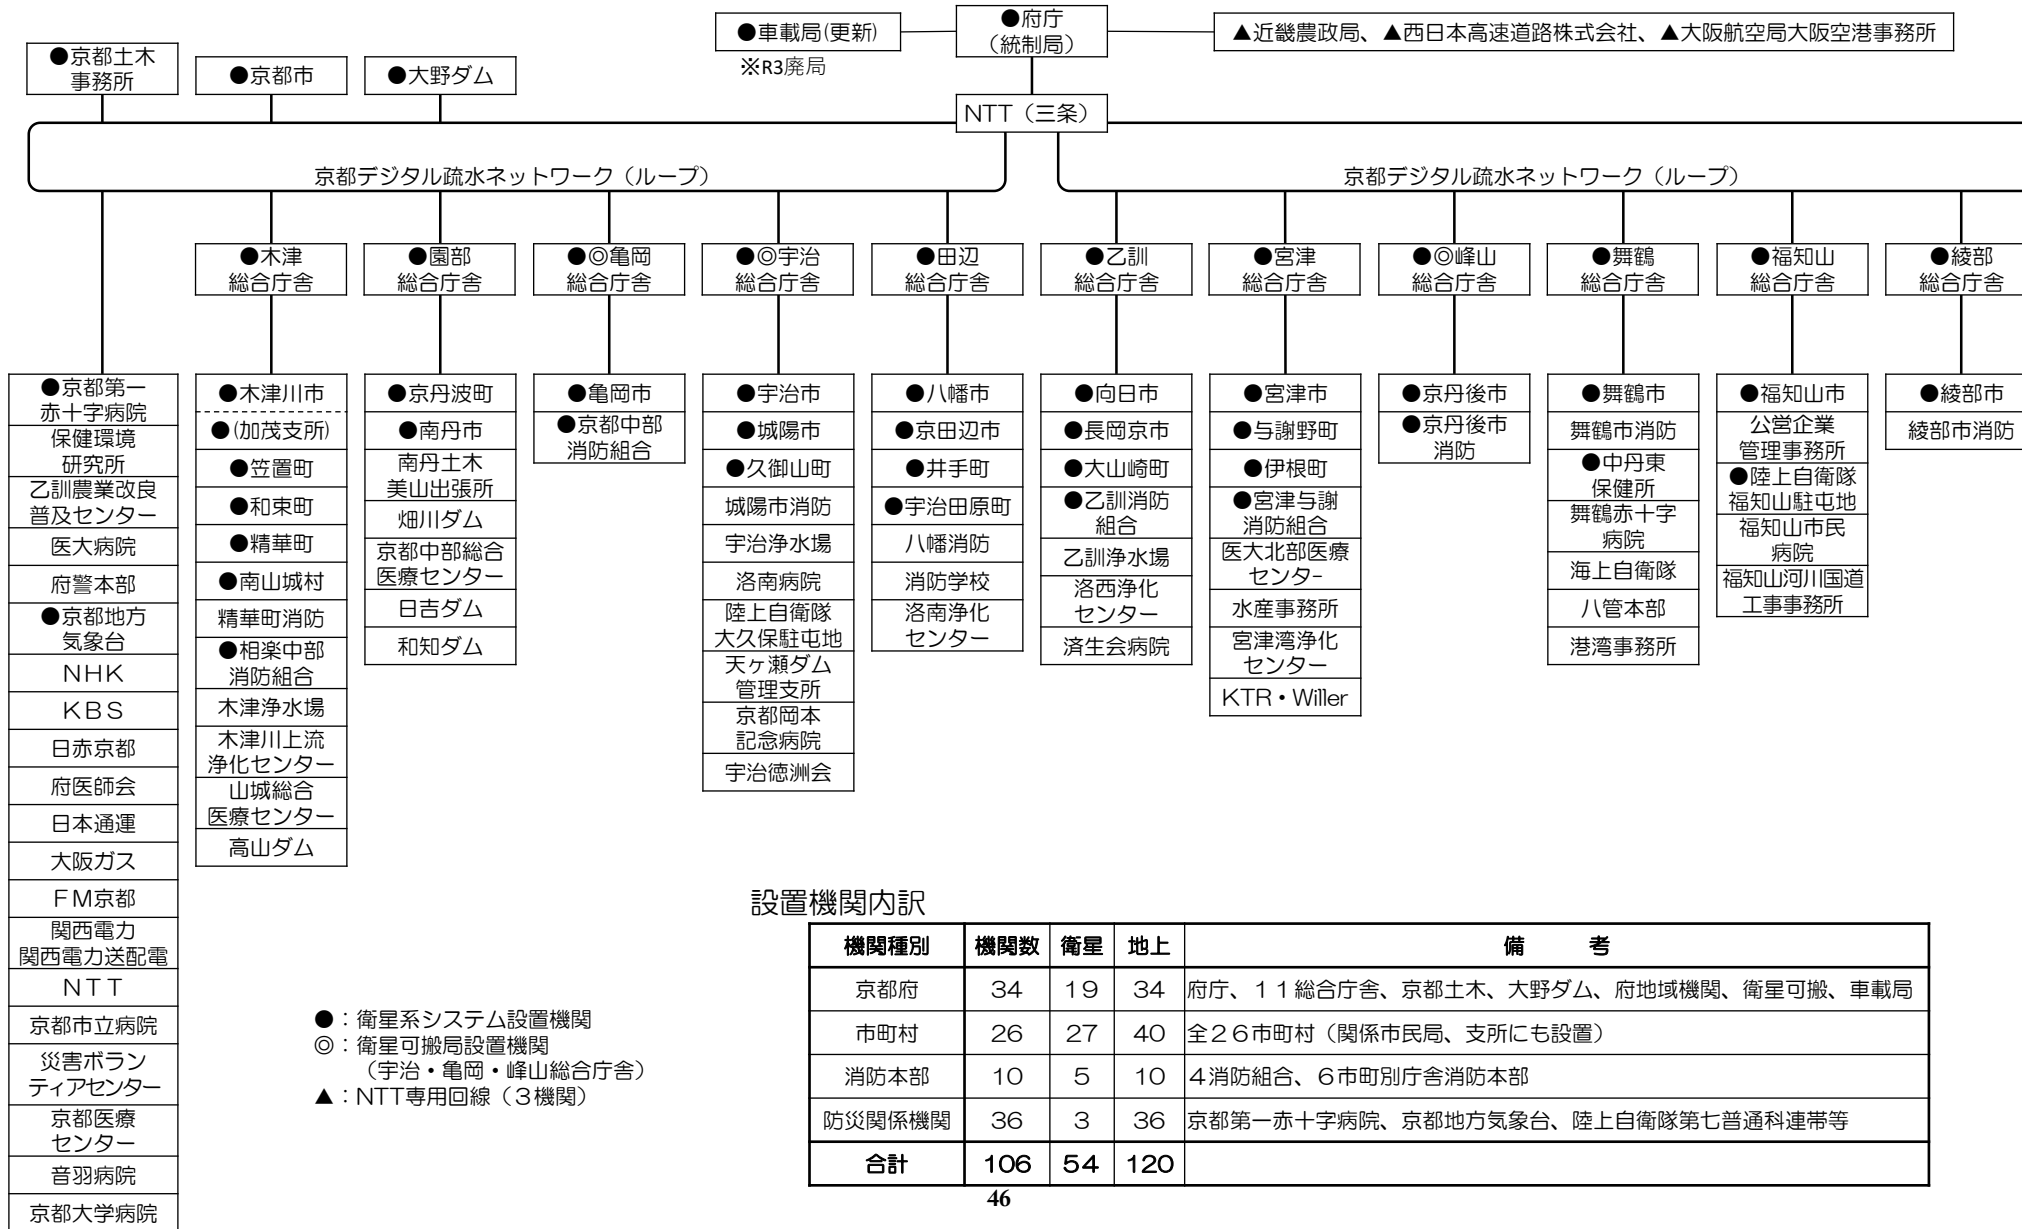 ●車載局(更新)
※R3廃局
●府庁
（統制局）
▲近畿農政局、▲西日本高速道路株式会社、▲大阪航空局大阪空港事務所
●京都土木
事務所
●京都市
●大野ダム
NTT（三条）
京都デジタル疏水ネットワーク（ループ）
京都デジタル疏水ネットワーク（ループ）
●木津
総合庁舎
●園部
総合庁舎
●◎亀岡
総合庁舎
●◎宇治
総合庁舎
●田辺
総合庁舎
●乙訓
総合庁舎
●宮津
総合庁舎
●◎峰山
総合庁舎
●舞鶴
総合庁舎
●福知山
総合庁舎
●綾部
総合庁舎
●京都第一
赤十字病院
保健環境
研究所
乙訓農業改良
普及センター
医大病院
府警本部
●京都地方
気象台
ＮＨＫ
ＫＢＳ
日赤京都
府医師会
日本通運
大阪ガス
ＦＭ京都
関西電力
関西電力送配電
ＮＴＴ
京都市立病院
災害ボラン
ティアセンター
京都医療
センター
音羽病院
京都大学病院
●木津川市
●(加茂支所)
●笠置町
●和束町
●精華町
●南山城村
精華町消防
●相楽中部
消防組合
木津浄水場
木津川上流
浄化センター
山城総合
医療センター
高山ダム
●京丹波町
●南丹市
南丹土木
美山出張所
畑川ダム
京都中部総合
医療センター
日吉ダム
和知ダム
●亀岡市
●京都中部
消防組合
●宇治市
●城陽市
●久御山町
城陽市消防
宇治浄水場
洛南病院
陸上自衛隊
大久保駐屯地
天ヶ瀬ダム
管理支所
京都岡本
記念病院
宇治徳洲会
●八幡市
●京田辺市
●井手町
●宇治田原町
八幡消防
消防学校
洛南浄化
センター
●向日市
●長岡京市
●大山崎町
●乙訓消防
組合
乙訓浄水場
洛西浄化
センター
済生会病院
●宮津市
●与謝野町
●伊根町
●宮津与謝
消防組合
医大北部医療
センター
水産事務所
宮津湾浄化
センター
KTR・Willer
●京丹後市
●京丹後市
消防
●舞鶴市
舞鶴市消防
●中丹東
保健所
舞鶴赤十字
病院
海上自衛隊
八管本部
港湾事務所
●福知山市
公営企業
管理事務所
●陸上自衛隊
福知山駐屯地
福知山市民
病院
福知山河川国道
工事事務所
●綾部市
綾部市消防
●：衛星系システム設置機関
◎：衛星可搬局設置機関
（宇治・亀岡・峰山総合庁舎）
▲：NTT専用回線（３機関）
設置機関内訳
機関種別 機関数 衛星 地上 備　考
京都府 34 19 34 府庁、１１総合庁舎、京都土木、大野ダム、府地域機関、衛星可搬、車載局
市町村 26 27 40 全２６市町村（関係市民局、支所にも設置）
消防本部 10 5 10 ４消防組合、６市町別庁舎消防本部
防災関係機関 36 3 36 京都第一赤十字病院、京都地方気象台、陸上自衛隊第七普通科連帯等
合計 106 54 120
46